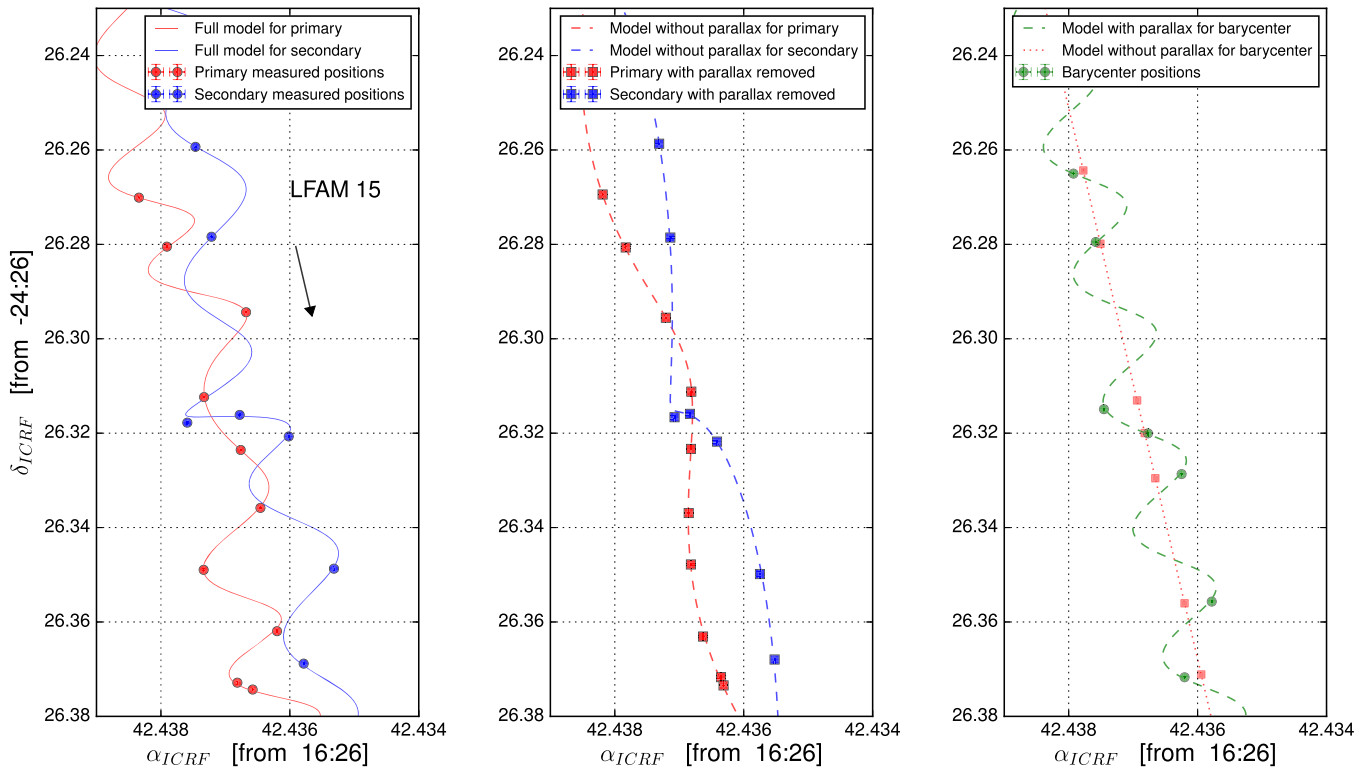 Full model for primary
Full model for secondary
Primary measured positions
Secondary measured positions
LFAM 15
26.24
26.26
26.28
26.30
26.32
26.34
26.36
26.38
42.438
42.436
42.434
δICRF [from -24:26]
αICRF [from 16:26]
Model without parallax for primary
Model without parallax for secondary
Primary with parallax removed
Secondary with parallax removed
26.24
26.26
26.28
26.30
26.32
26.34
26.36
26.38
42.438
42.436
42.434
αICRF [from 16:26]
Model with parallax for barycenter
Model without parallax for barycenter
Barycenter positions
26.24
26.26
26.28
26.30
26.32
26.34
26.36
26.38
42.438
42.436
42.434
αICRF [from 16:26]